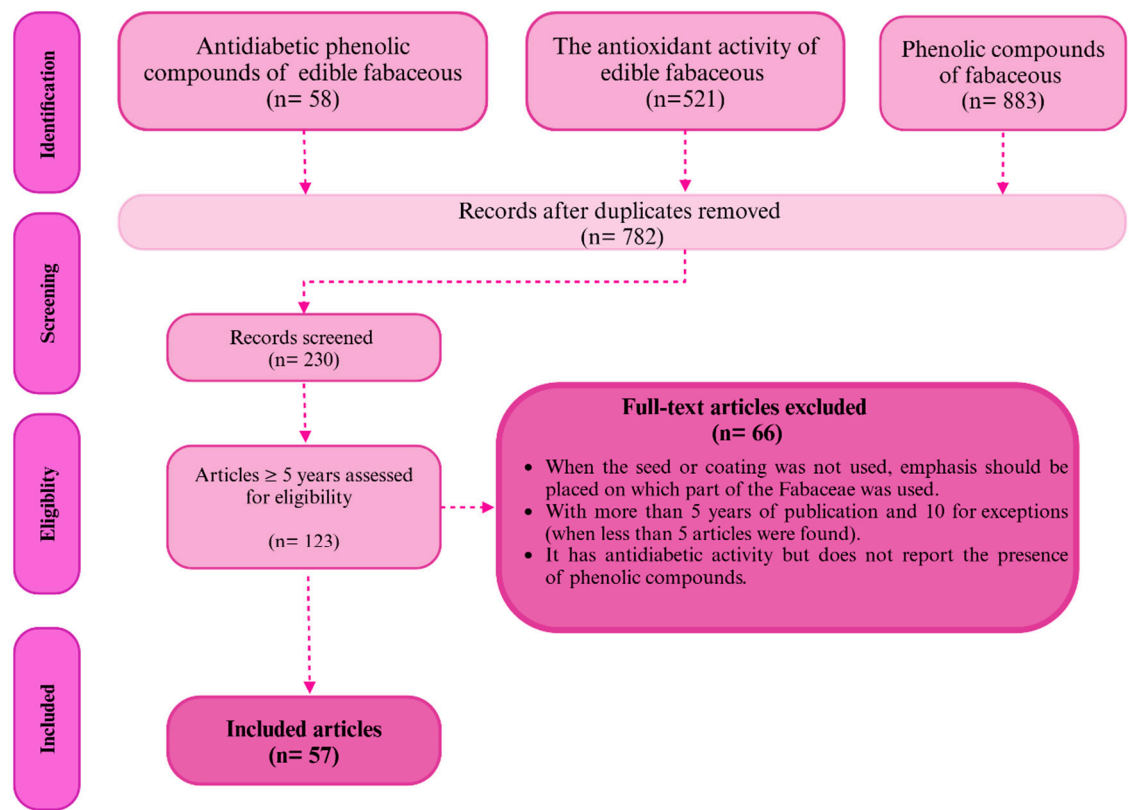 Identification
Antidiabetic phenolic
compounds of edible fabaceous
(n= 58)
The antioxidant activity of
edible fabaceous
(n=521)
Phenolic compounds
of fabaceous
(n= 883)
Screening
Records after duplicates removed
(n= 782)
Records screened
(n= 230)
Eligiblity
Articles ≥ 5 years assessed
for eligibility
(n= 123)
Full-text articles excluded
(n= 66)
• When the seed or coating was not used, emphasis should be
placed on which part of the Fabaceae was used.
• With more than 5 years of publication and 10 for exceptions
(when less than 5 articles were found).
• It has antidiabetic activity but does not report the presence
of phenolic compounds.
Included
Included articles
(n= 57)